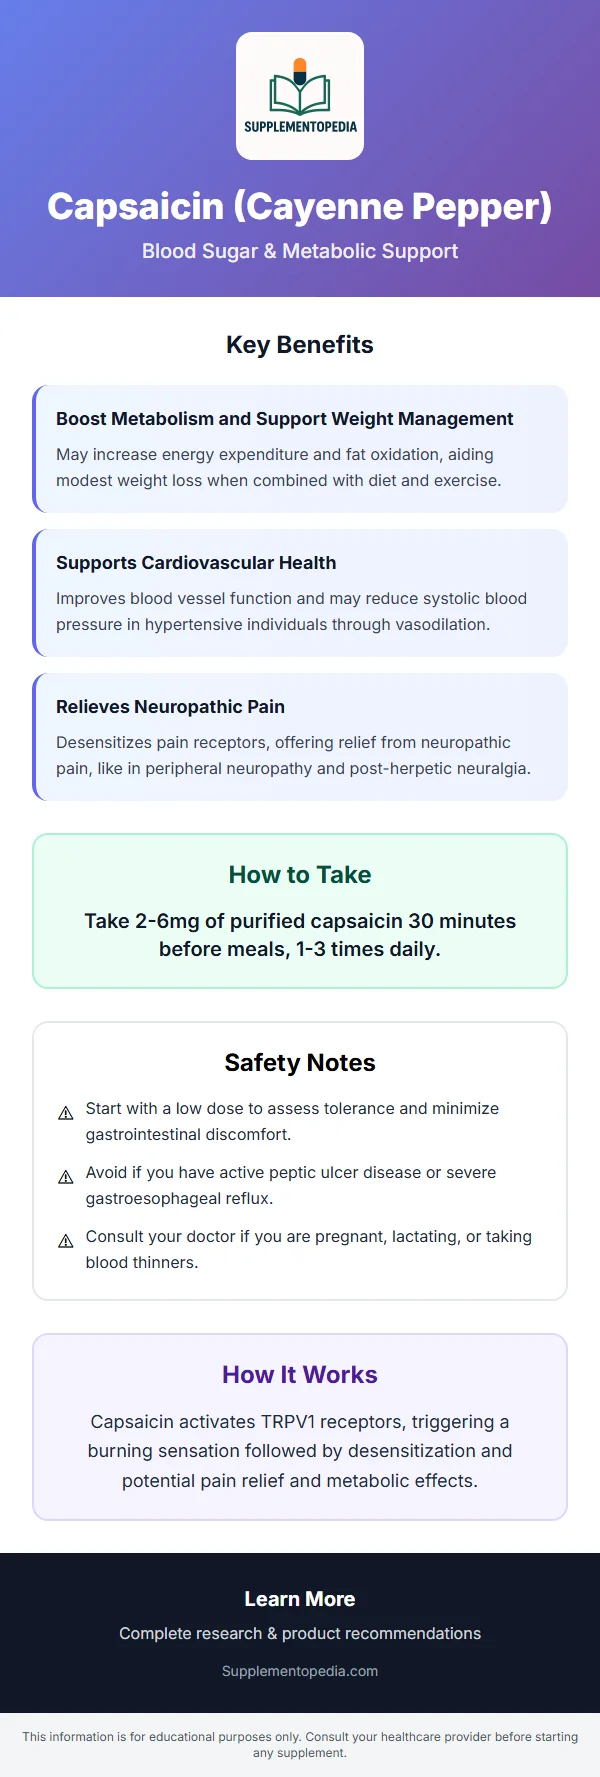 SUPPLEMENTOPEDIA
Capsaicin (Cayenne Pepper)
Blood Sugar & Metabolic Support
Key Benefits
Boost Metabolism and Support Weight Management
May increase energy expenditure and fat oxidation, aiding
modest weight loss when combined with diet and exercise.
Supports Cardiovascular Health
Improves blood vessel function and may reduce systolic blood
pressure in hypertensive individuals through vasodilation.
Relieves Neuropathic Pain
Desensitizes pain receptors, offering relief from neuropathic
pain, like in peripheral neuropathy and post-herpetic neuralgia.
How to Take
Take 2-6mg of purified capsaicin 30 minutes
before meals, 1-3 times daily.
Safety Notes
⚠ Start with a low dose to assess tolerance and minimize
gastrointestinal discomfort.
⚠ Avoid if you have active peptic ulcer disease or severe
gastroesophageal reflux.
⚠ Consult your doctor if you are pregnant, lactating, or taking
blood thinners.
How It Works
Capsaicin activates TRPV1 receptors, triggering a
burning sensation followed by desensitization and
potential pain relief and metabolic effects.
Learn More
Complete research & product recommendations
Supplementopedia.com
This information is for educational purposes only. Consult your healthcare provider before starting
any supplement.